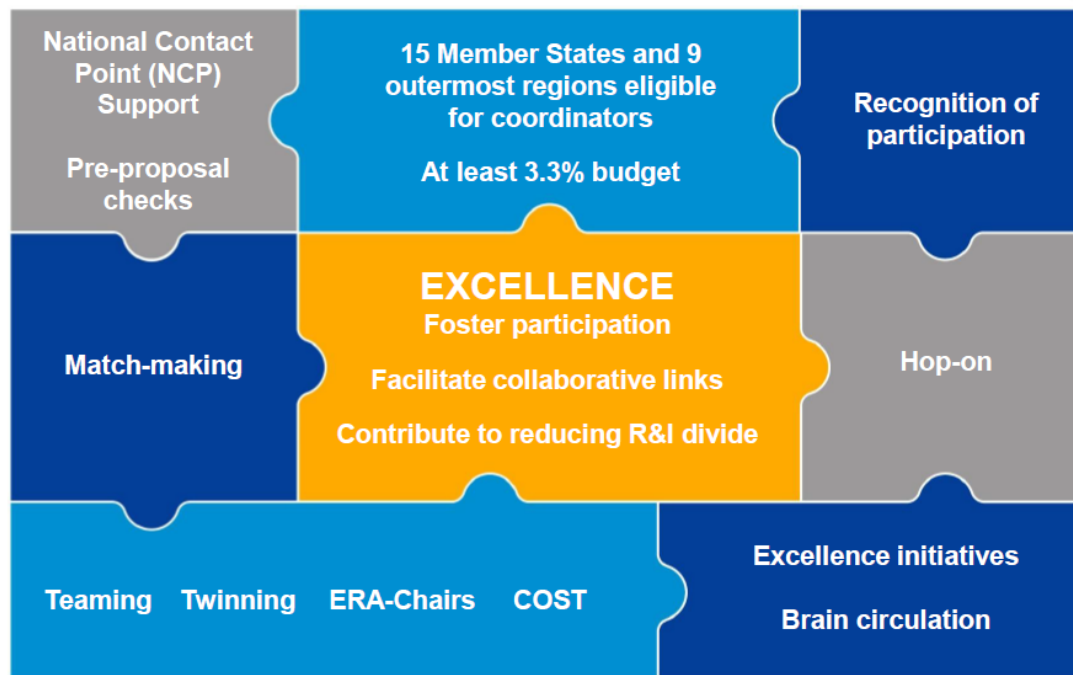 National Contact
Point (NCP)
Support
Pre-proposal
checks
15 Member States and 9
outermost regions eligible
for coordinators
At least 3.3% budget
Recognition of
participation
Match-making
EXCELLENCE
Foster participation
Facilitate collaborative links
Contribute to reducing R&I divide
Hop-on
Teaming Twinning ERA-Chairs COST
Excellence initiatives
Brain circulation